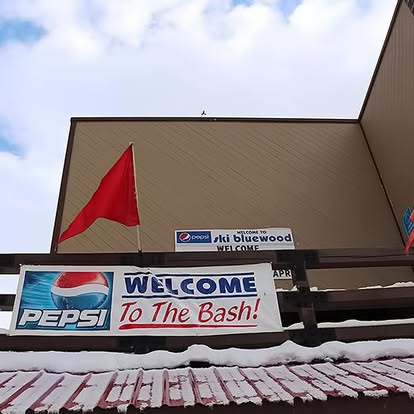 WELCOME TO
pepsi ski bluewood
WELCOME
APR
PEPSI WELCOME
To The Bash!